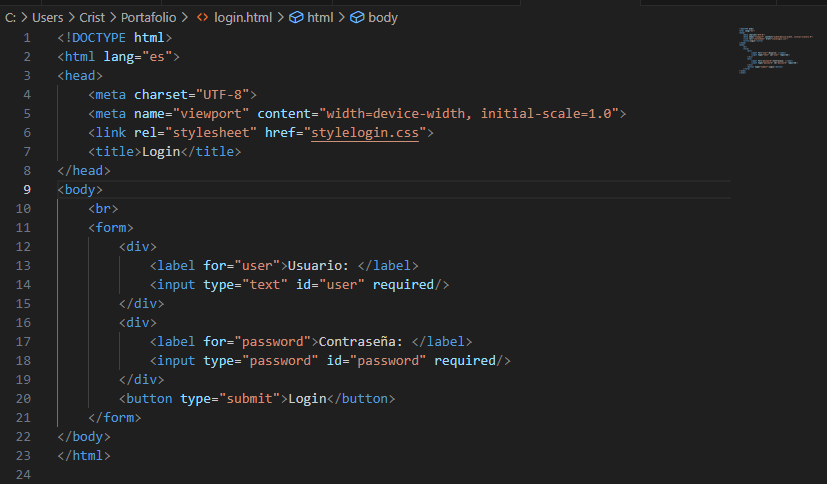 C: > Users > Crist > Portafolio > login.html > html > body
1 <!DOCTYPE html>
2 <html lang="es">
3 <head>
4 <meta charset="UTF-8">
5 <meta name="viewport" content="width=device-width, initial-scale=1.0">
6 <link rel="stylesheet" href="stylelogin.css">
7 <title>Login</title>
8 </head>
9 <body>
10 <br>
11 <form>
12 <div>
13 <label for="user">Usuario: </label>
14 <input type="text" id="user" required/>
15 </div>
16 <div>
17 <label for="password">Contraseña: </label>
18 <input type="password" id="password" required/>
19 </div>
20 <button type="submit">Login</button>
21 </form>
22 </body>
23 </html>
24